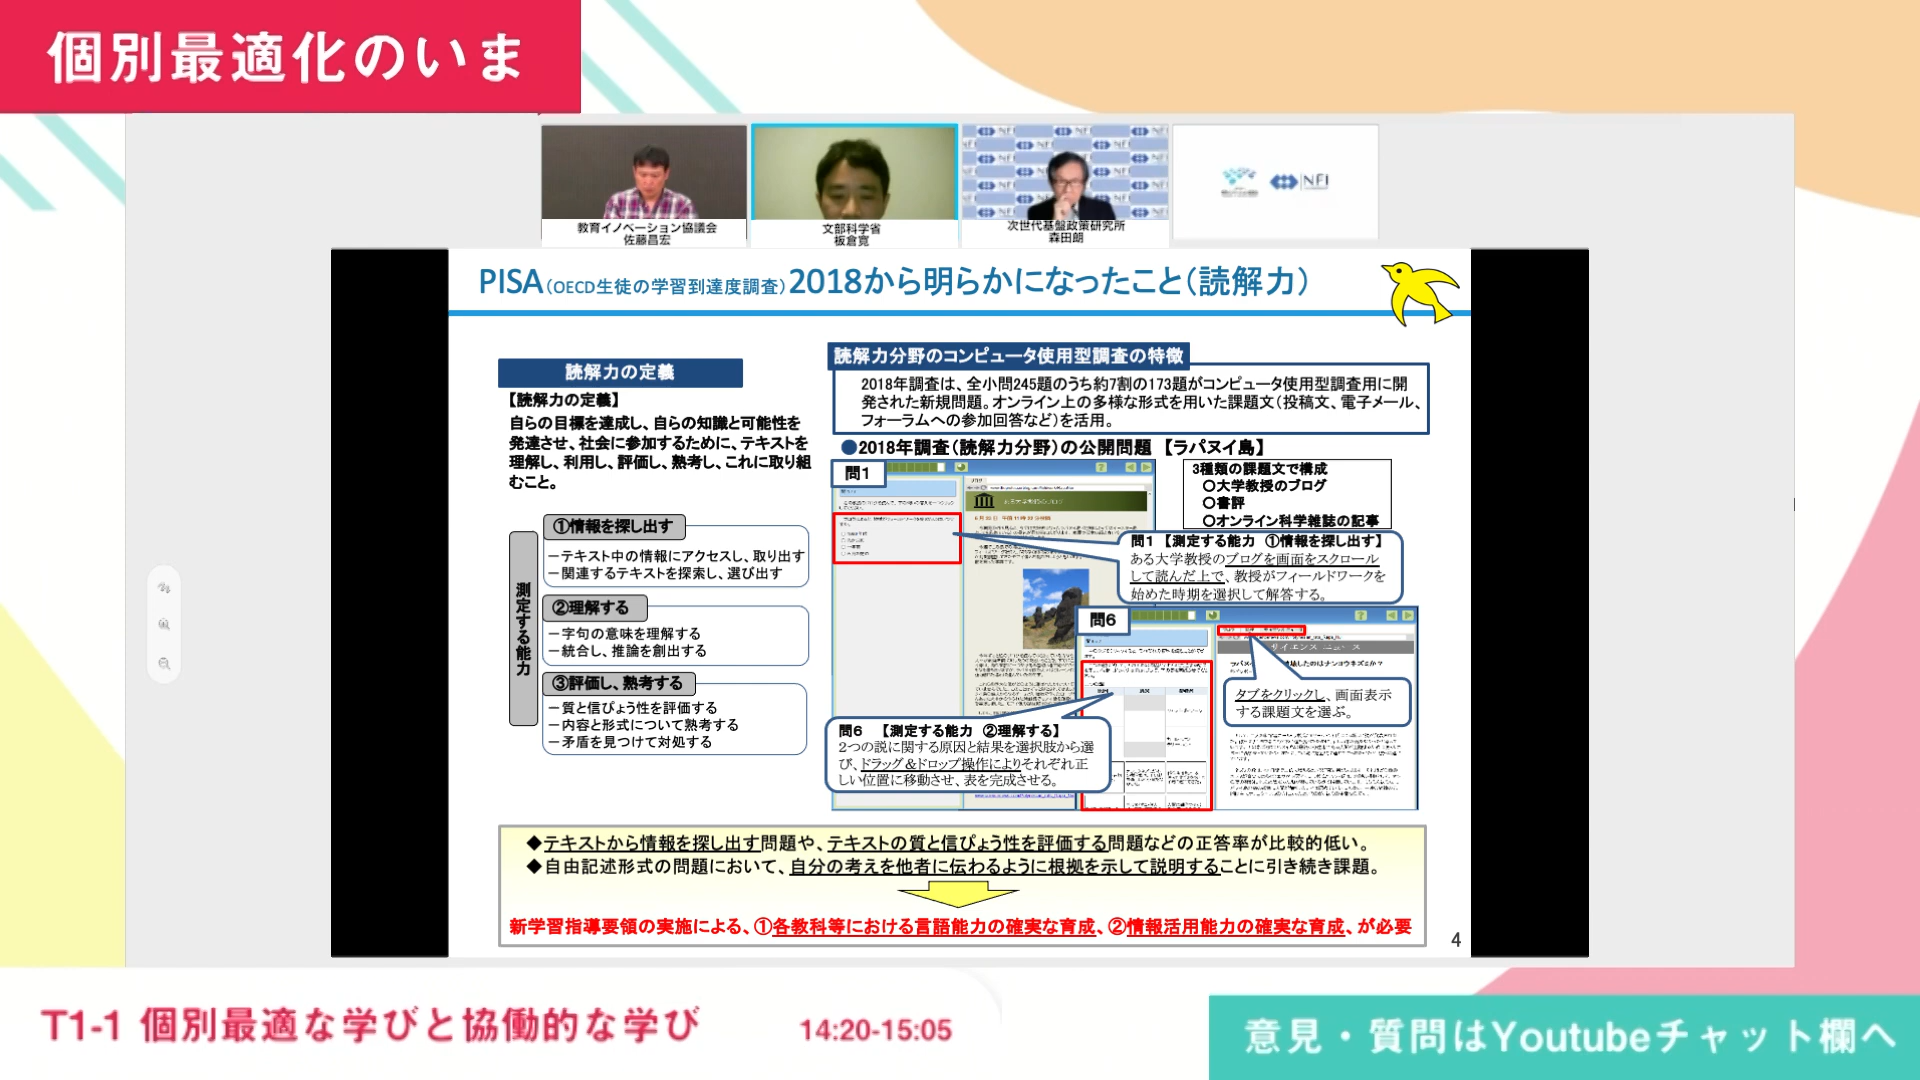 個別最適化のいま
教育イノベーション協議会
佐藤昌宏
文部科学省
板倉寛
次世代基盤政策研究所
森田朗
NFI
PISA(OECD生徒の学習到達度調査)2018から明らかになったこと(読解力)
読解力の定義
【読解力の定義】
自らの目標を達成し、自らの知識と可能性を
発達させ、社会に参加するために、テキストを
理解し、利用し、評価し、熟考し、これに取り組
むこと。
測定する能力
①情報を探し出す
－テキスト中の情報にアクセスし、取り出す
－関連するテキストを探索し、選び出す
②理解する
－字句の意味を理解する
－統合し、推論を創出する
③評価し、熟考する
－質と信ぴょう性を評価する
－内容と形式について熟考する
－矛盾を見つけて対処する
読解力分野のコンピュータ使用型調査の特徴
2018年調査は、全小問245題のうち約7割の173題がコンピュータ使用型調査用に開
発された新規問題。オンライン上の多様な形式を用いた課題文（投稿文、電子メール、
フォーラムへの参加回答など）を活用。
●2018年調査（読解力分野）の公開問題 【ラパヌイ島】
問1
3種類の課題文で構成
○大学教授のブログ
○書評
○オンライン科学雑誌の記事
問1 【測定する能力 ①情報を探し出す】
ある大学教授のブログを画面をスクロール
して読んだ上で、教授がフィールドワークを
始めた時期を選択して解答する。
問6
サイエンス ニュース
タブをクリックし、画面表示
する課題文を選ぶ。
問6 【測定する能力 ②理解する】
2つの説に関する原因と結果を選択肢から選
び、ドラッグ＆ドロップ操作によりそれぞれ正
しい位置に移動させ、表を完成させる。
◆テキストから情報を探し出す問題や、テキストの質と信ぴょう性を評価する問題などの正答率が比較的低い。
◆自由記述形式の問題において、自分の考えを他者に伝わるように根拠を示して説明することに引き続き課題。
新学習指導要領の実施による、①各教科等における言語能力の確実な育成、②情報活用能力の確実な育成、が必要
4
T1-1 個別最適な学びと協働的な学び
14:20-15:05
意見・質問はYoutubeチャット欄へ